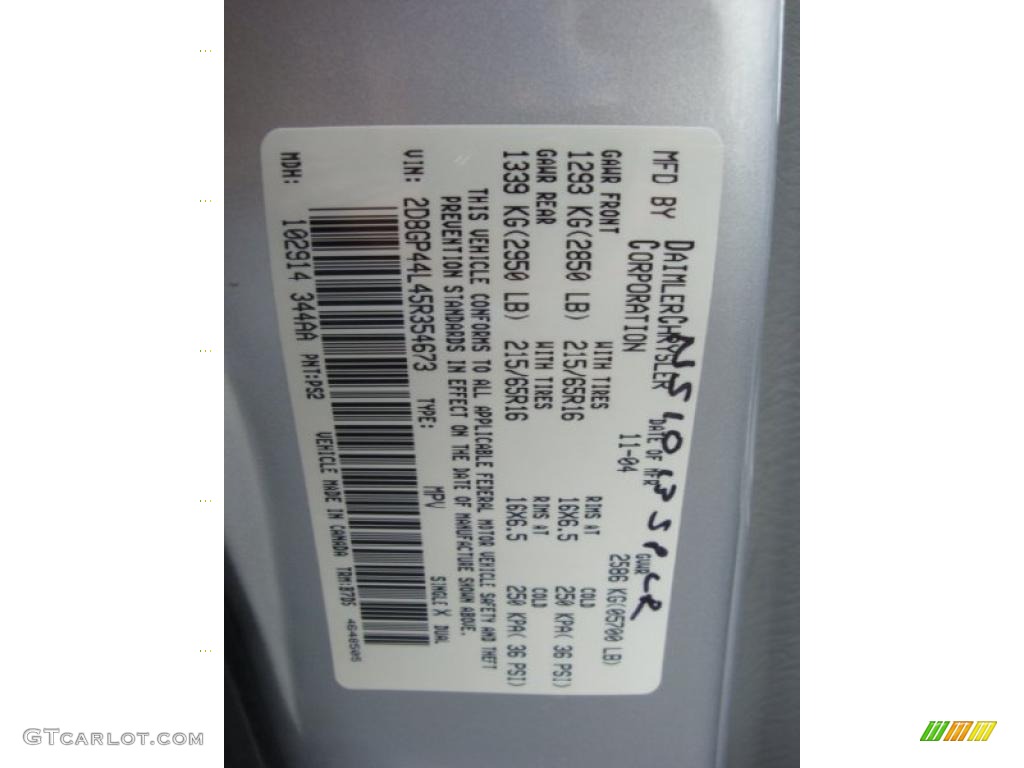 MFD BY DAIMLERCHRYSLER CORPORATION
DATE OF MFR 11-04
GVWR 2586 KG(05700 LB)
GAWR FRONT WITH TIRES RIMS AT COLD
1293 KG(2850 LB) 215/65R16 16X6.5 250 KPA( 36 PSI)
GAWR REAR WITH TIRES RIMS AT COLD
1339 KG(2950 LB) 215/65R16 16X6.5 250 KPA( 36 PSI)
THIS VEHICLE CONFORMS TO ALL APPLICABLE FEDERAL MOTOR VEHICLE SAFETY AND THEFT
PREVENTION STANDARDS IN EFFECT ON THE DATE OF MANUFACTURE SHOWN ABOVE.
VIN: 2D8GP44L45R354673 TYPE: MPV SINGLE X DUAL
MDH: 102914 344AA PNT:PS2 VEHICLE MADE IN CANADA TRM:B7D5
4648505
GTCARLOT.COM